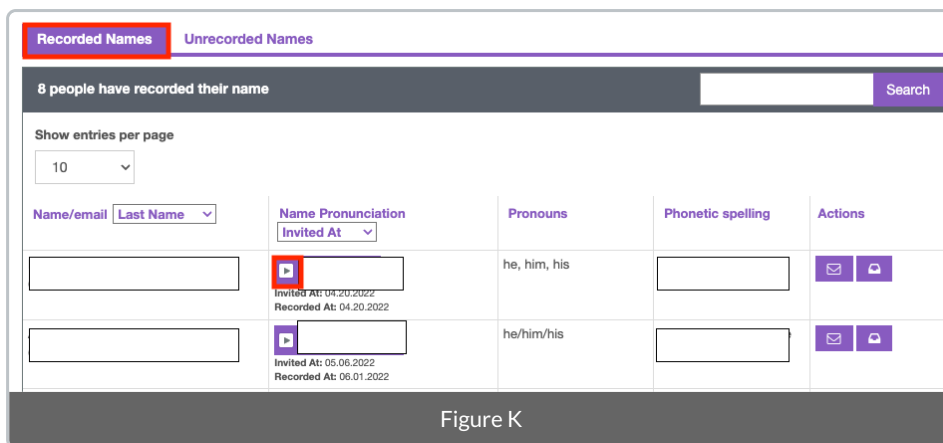 Recorded Names Unrecorded Names
8 people have recorded their name Search
Show entries per page
10
Name/email Last Name Name Pronunciation Pronouns Phonetic spelling Actions
Invited At
he, him, his
Invited At: 04.20.2022
Recorded At: 04.20.2022
he/him/his
Invited At: 05.06.2022
Recorded At: 06.01.2022
Figure K